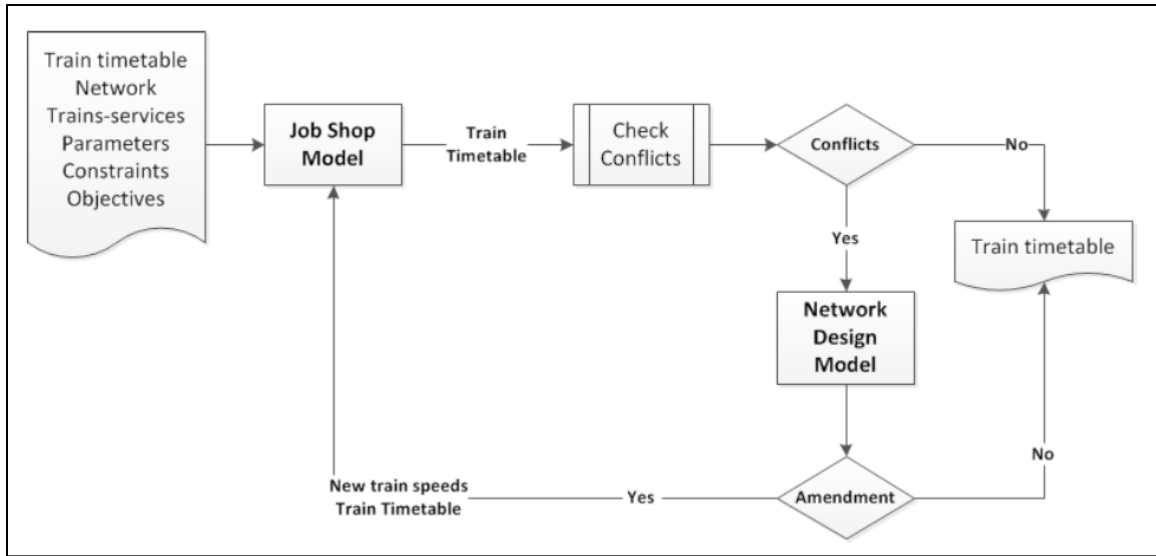 Train timetable
Network
Trains-services
Parameters
Constraints
Objectives
Job Shop
Model
Train
Timetable
Check
Conflicts
Conflicts
No
Yes
Train timetable
Network
Design
Model
No
New train speeds
Train Timetable
Yes
Amendment